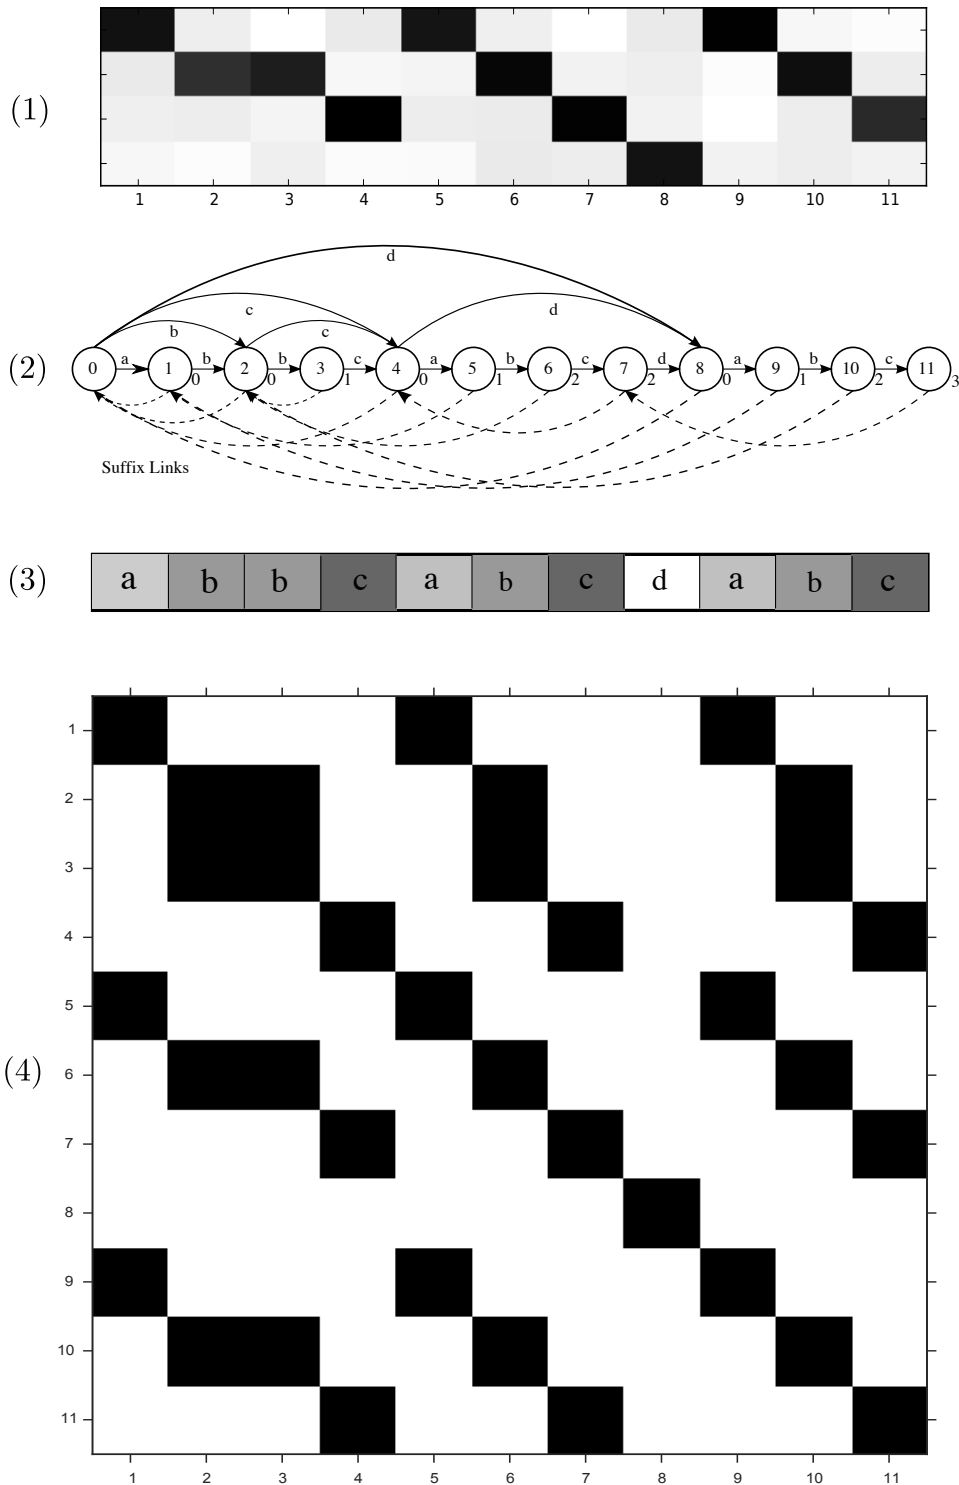 (1)
1 2 3 4 5 6 7 8 9 10 11
d
c
d
b c
(2)
0 a 1 b 2 b 3 c 4 a 5 b 6 c 7 d 8 a 9 b 10 c 11
0 0 1 0 1 2 2 0 1 2 3
Suffix Links
(3) a b b c a b c d a b c
1
2
3
4
5
(4)
6
7
8
9
10
11
1 2 3 4 5 6 7 8 9 10 11